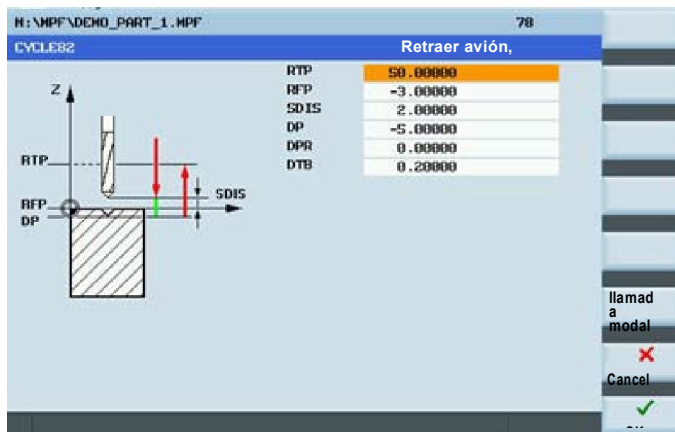 N:\MPF\DEMO_PART_1.MPF 78
CYCLE82 Retraer avión,
RTP 50.00000
RFP -3.00000
SDIS 2.00000
DP -5.00000
DPR 0.00000
DTB 0.20000
Z
RTP
SDIS
RFP
DP
llamad
a
modal
Cancel